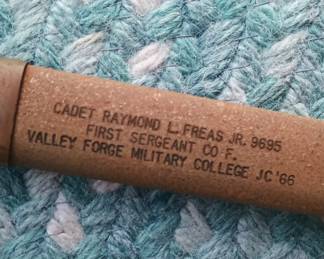 CADET RAYMOND L. FREAS JR. 9695
FIRST SERGEANT CO F.
VALLEY FORGE MILITARY COLLEGE JC '66